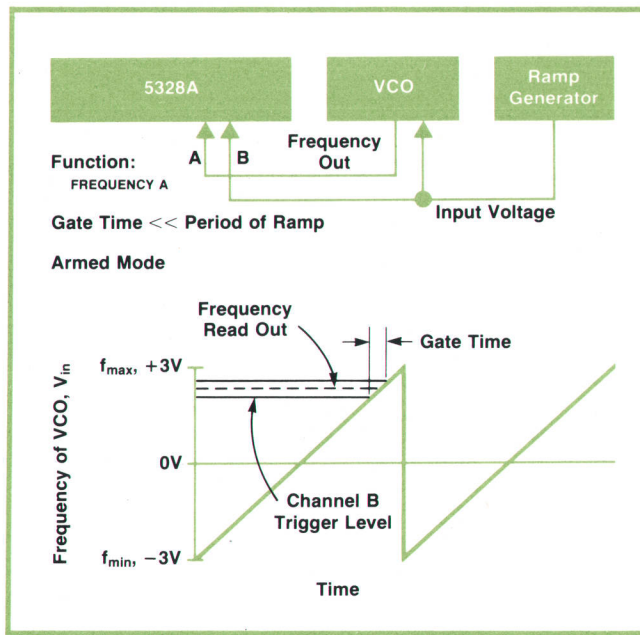 5328A
VCO
Ramp
Generator
A
B
Frequency
Out
Function:
FREQUENCY A
Input Voltage
Gate Time << Period of Ramp
Armed Mode
Frequency
Read Out
Gate Time
fmax, +3V
0V
Channel B
Trigger Level
fmin, −3V
Frequency of VCO, Vin
Time